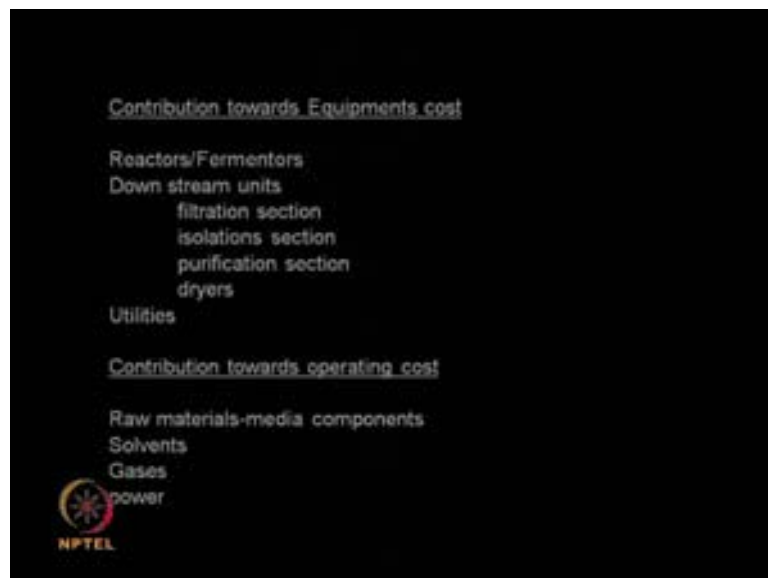 Contribution towards Equipments cost
Reactors/Fermentors
Down stream units
filtration section
isolations section
purification section
dryers
Utilities
Contribution towards operating cost
Raw materials-media components
Solvents
Gases
power
NPTEL